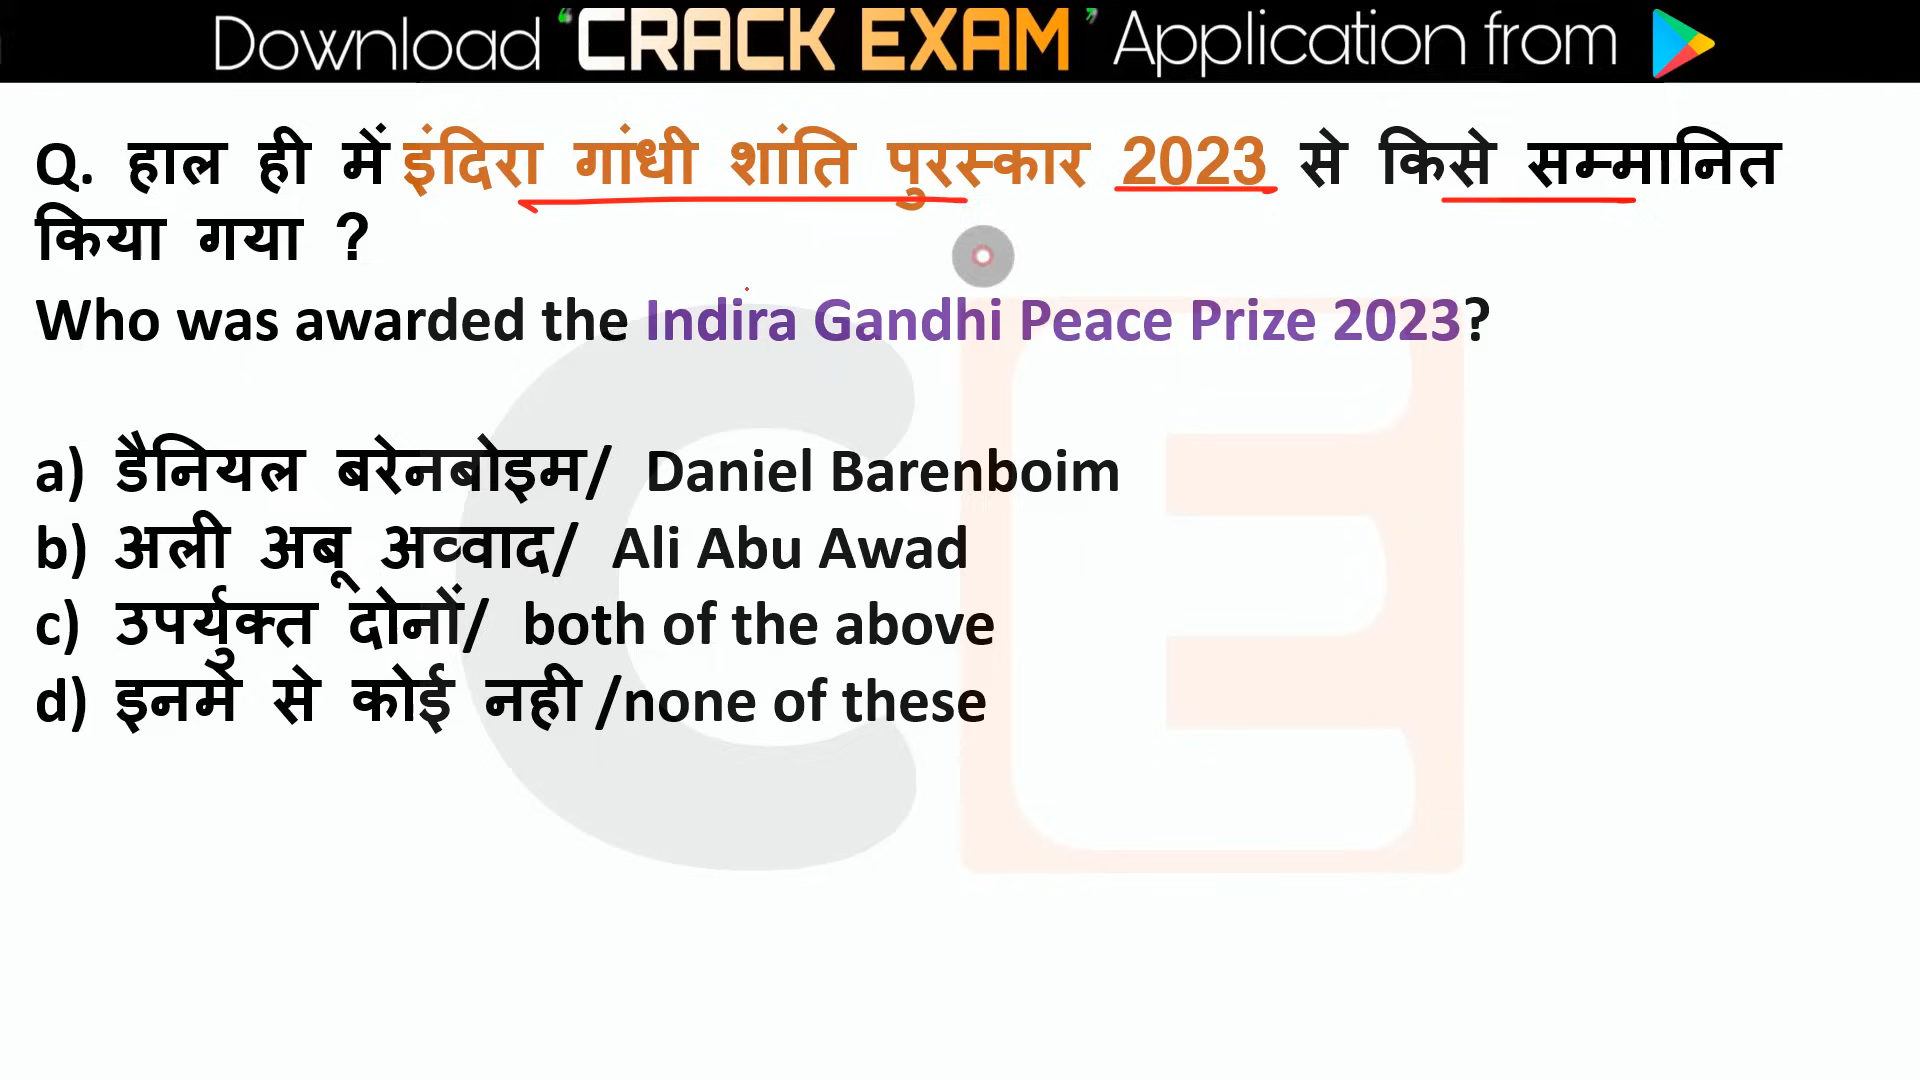 Download ‘CRACK EXAM’ Application from
Q. हाल ही में इंदिरा गांधी शांति पुरस्कार 2023 से किसे सम्मानित
किया गया ?
Who was awarded the Indira Gandhi Peace Prize 2023?
a) डैनियल बरेनबोइम/ Daniel Barenboim
b) अली अबू अव्वाद/ Ali Abu Awad
c) उपर्युक्त दोनों/ both of the above
d) इनमे से कोई नही /none of these
CE